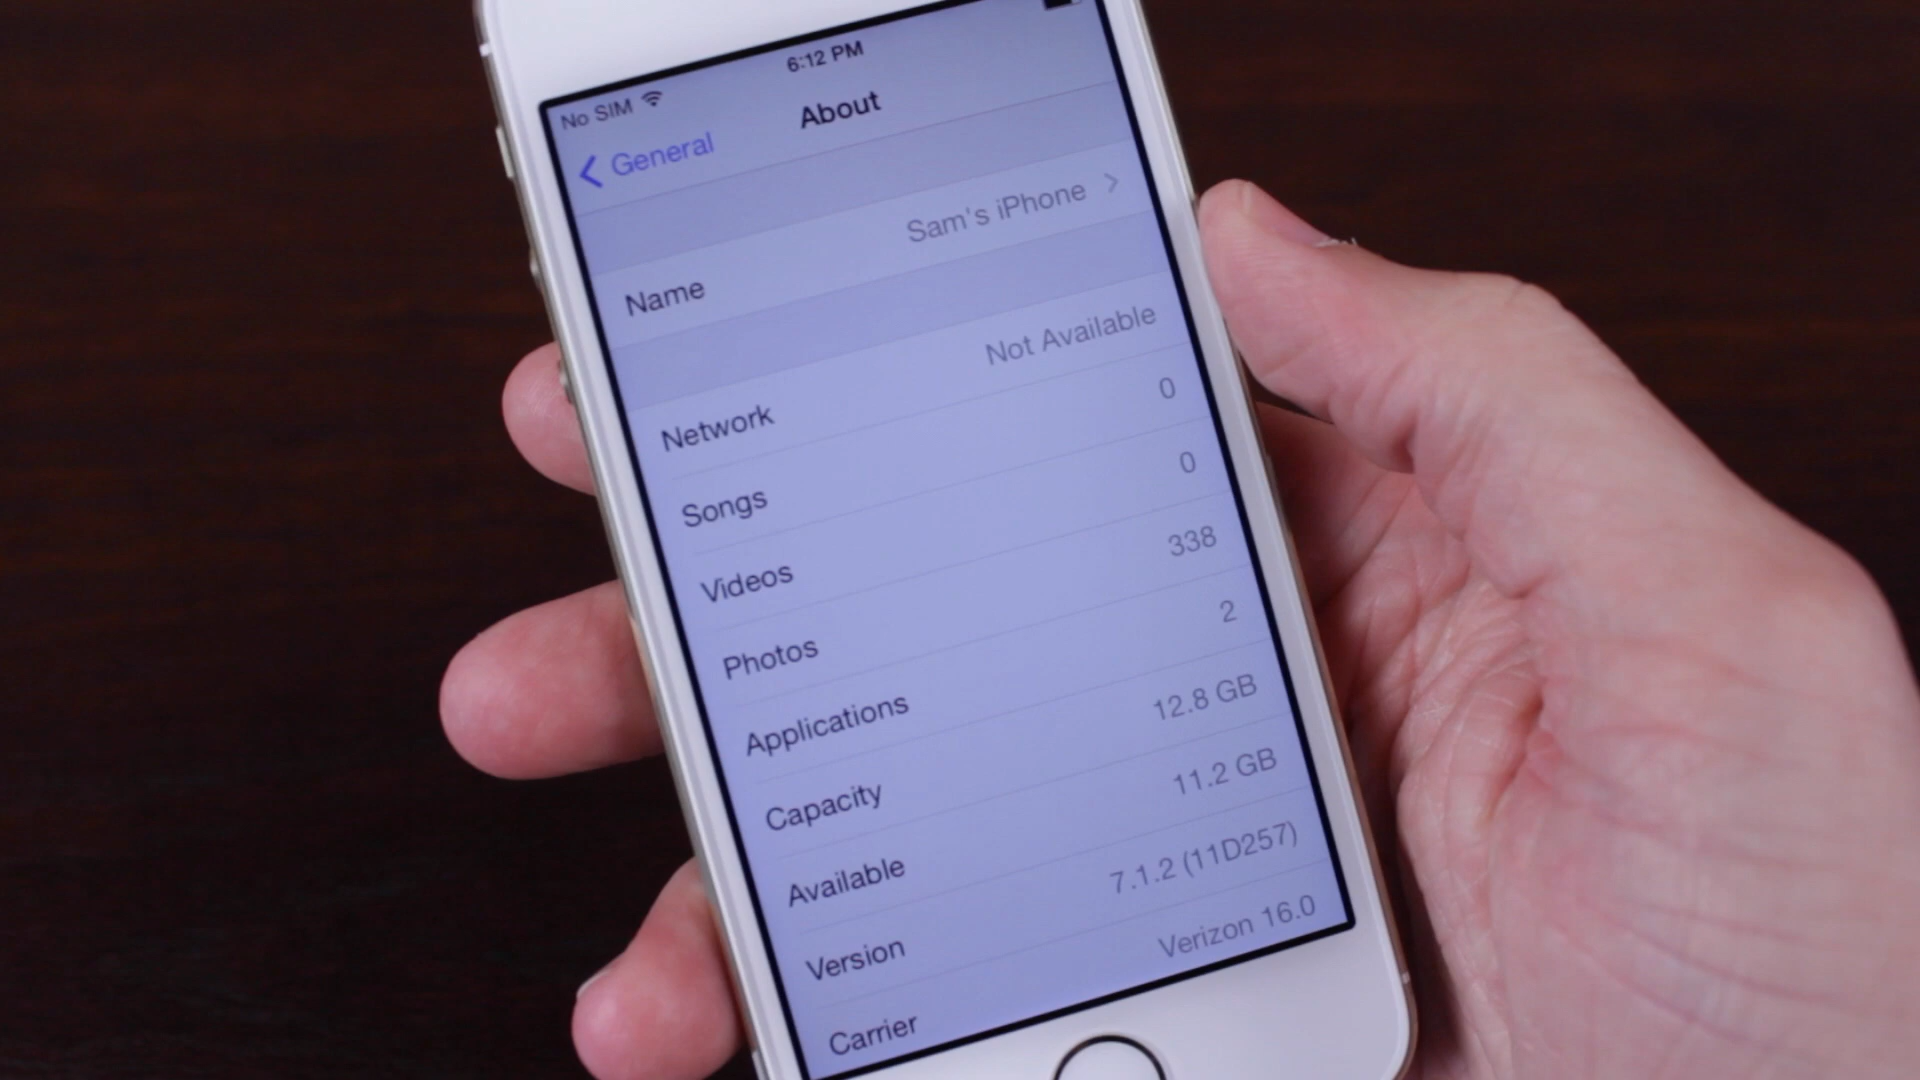 6:12 PM
No SIM
General
About
Name Sam's iPhone
Network Not Available
Songs 0
Videos 0
Photos 338
Applications 2
Capacity 12.8 GB
Available 11.2 GB
Version 7.1.2 (11D257)
Carrier Verizon 16.0